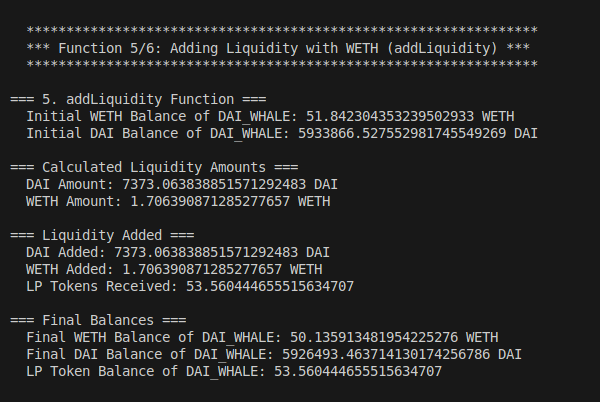 ***************************************************************
*** Function 5/6: Adding Liquidity with WETH (addLiquidity) ***
***************************************************************
=== 5. addLiquidity Function ===
Initial WETH Balance of DAI_WHALE: 51.842304353239502933 WETH
Initial DAI Balance of DAI_WHALE: 5933866.527552981745549269 DAI
=== Calculated Liquidity Amounts ===
DAI Amount: 7373.063838851571292483 DAI
WETH Amount: 1.706390871285277657 WETH
=== Liquidity Added ===
DAI Added: 7373.063838851571292483 DAI
WETH Added: 1.706390871285277657 WETH
LP Tokens Received: 53.560444655515634707
=== Final Balances ===
Final WETH Balance of DAI_WHALE: 50.135913481954225276 WETH
Final DAI Balance of DAI_WHALE: 5926493.463714130174256786 DAI
LP Token Balance of DAI_WHALE: 53.560444655515634707